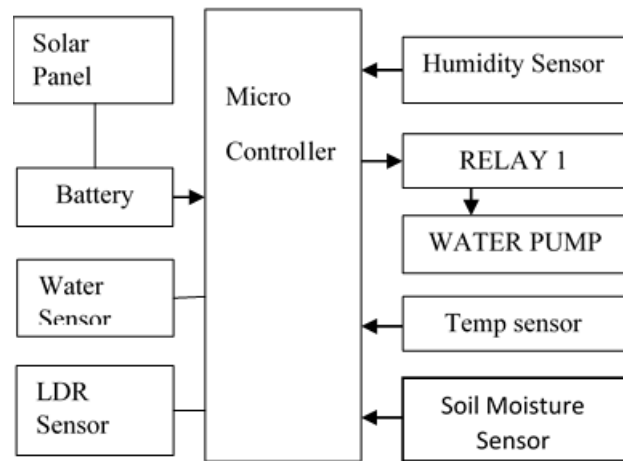 Solar
Panel
Battery
Water
Sensor
LDR
Sensor
Micro
Controller
Humidity Sensor
RELAY 1
WATER PUMP
Temp sensor
Soil Moisture
Sensor